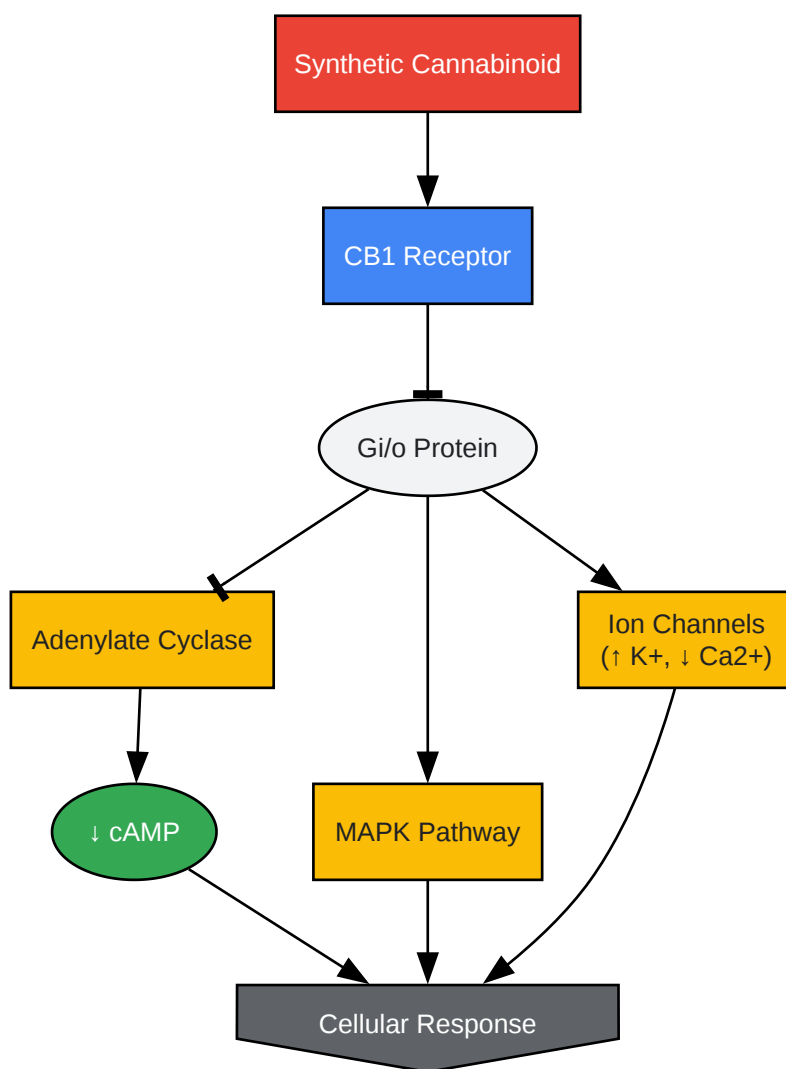 Synthetic Cannabinoid
CB1 Receptor
Gi/o Protein
Adenylate Cyclase
Ion Channels
(↑ K+, ↓ Ca2+)
↓ cAMP
MAPK Pathway
Cellular Response